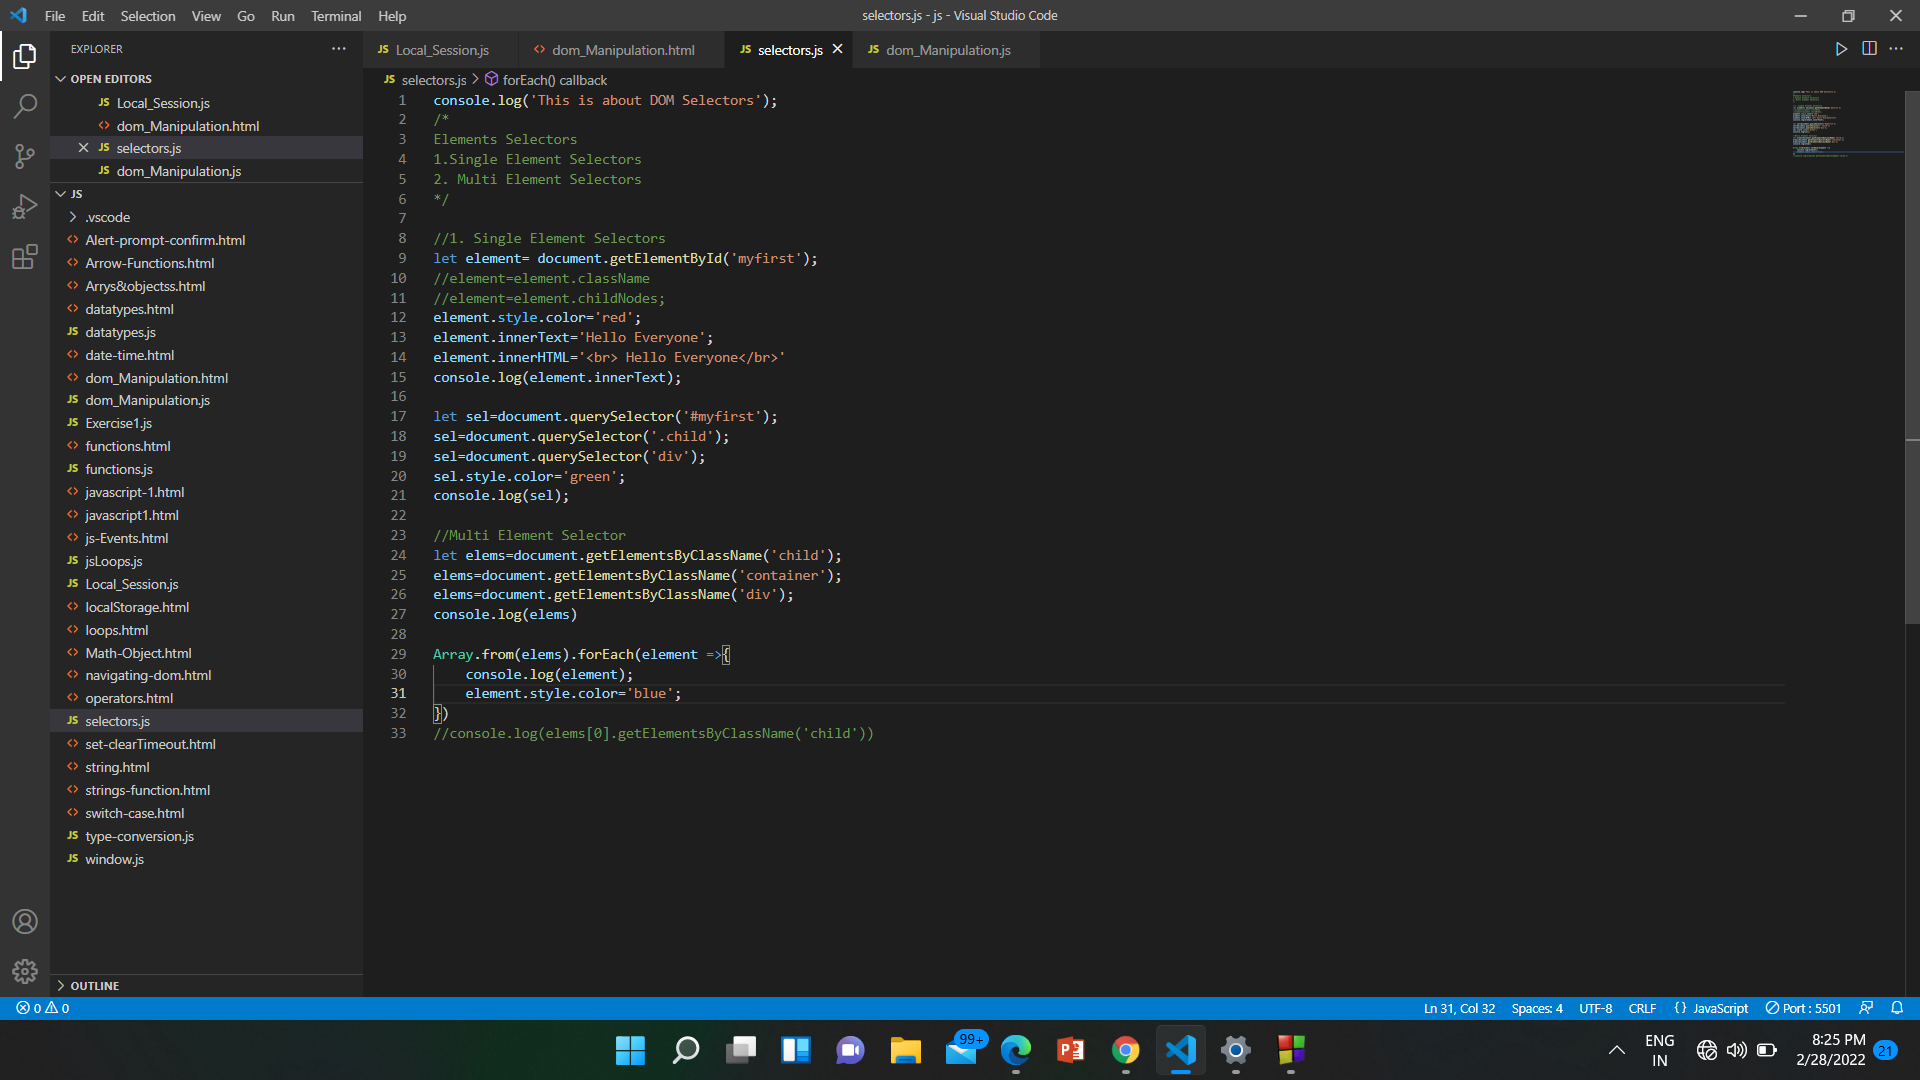 File Edit Selection View Go Run Terminal Help
selectors.js - js - Visual Studio Code
EXPLORER
OPEN EDITORS
JS Local_Session.js
<> dom_Manipulation.html
JS selectors.js
JS dom_Manipulation.js
JS
.vscode
<> Alert-prompt-confirm.html
<> Arrow-Functions.html
<> Arrys&objectss.html
<> datatypes.html
JS datatypes.js
<> date-time.html
<> dom_Manipulation.html
JS dom_Manipulation.js
JS Exercise1.js
<> functions.html
JS functions.js
<> javascript-1.html
<> javascript1.html
<> js-Events.html
JS jsLoops.js
JS Local_Session.js
<> localStorage.html
<> loops.html
<> Math-Object.html
<> navigating-dom.html
<> operators.html
JS selectors.js
<> set-clearTimeout.html
<> string.html
<> strings-function.html
<> switch-case.html
JS type-conversion.js
JS window.js
OUTLINE
JS Local_Session.js <> dom_Manipulation.html JS selectors.js JS dom_Manipulation.js
JS selectors.js > forEach() callback
1 console.log('This is about DOM Selectors');
2 /*
3 Elements Selectors
4 1.Single Element Selectors
5 2. Multi Element Selectors
6 */
7
8 //1. Single Element Selectors
9 let element= document.getElementById('myfirst');
10 //element=element.className
11 //element=element.childNodes;
12 element.style.color='red';
13 element.innerText='Hello Everyone';
14 element.innerHTML='<br> Hello Everyone</br>'
15 console.log(element.innerText);
16
17 let sel=document.querySelector('#myfirst');
18 sel=document.querySelector('.child');
19 sel=document.querySelector('div');
20 sel.style.color='green';
21 console.log(sel);
22
23 //Multi Element Selector
24 let elems=document.getElementsByClassName('child');
25 elems=document.getElementsByClassName('container');
26 elems=document.getElementsByClassName('div');
27 console.log(elems)
28
29 Array.from(elems).forEach(element =>{
30     console.log(element);
31     element.style.color='blue';
32 })
33 //console.log(elems[0].getElementsByClassName('child'))
0 0
Ln 31, Col 32 Spaces: 4 UTF-8 CRLF {} JavaScript Port : 5501
99+
ENG
IN
8:25 PM
2/28/2022
21